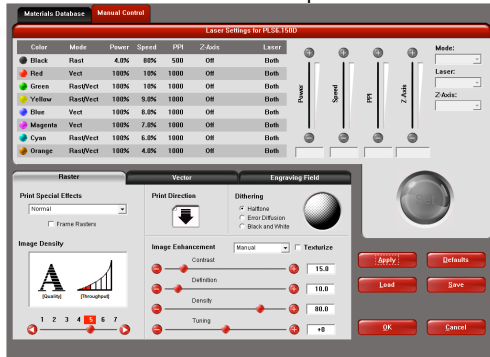 Materials Database Manual Control
Laser Settings for PLS6.150D
Color Mode Power Speed PPI Z-Axis Laser
Black Rast 4.0% 80% 500 Off Both
Red Vect 100% 10% 1000 Off Both
Green Rast/Vect 100% 10% 1000 Off Both
Yellow Rast/Vect 100% 9.0% 1000 Off Both
Blue Vect 100% 8.0% 1000 Off Both
Magenta Vect 100% 7.0% 1000 Off Both
Cyan Rast/Vect 100% 6.0% 1000 Off Both
Orange Rast/Vect 100% 4.0% 1000 Off Both
Power
Speed
PPI
Z-Axis
Mode:
Laser:
Z-Axis:
Raster Vector Engraving Field
Print Special Effects
Normal
Frame Rasters
Print Direction
Dithering
Halftone
Error Diffusion
Black and White
Image Density
A
[Quality] [Throughput]
1 2 3 4 5 6 7
Image Enhancement Manual Texturize
Contrast
15.0
Definition
10.0
Density
80.0
Tuning
+0
Apply Defaults
Load Save
OK Cancel